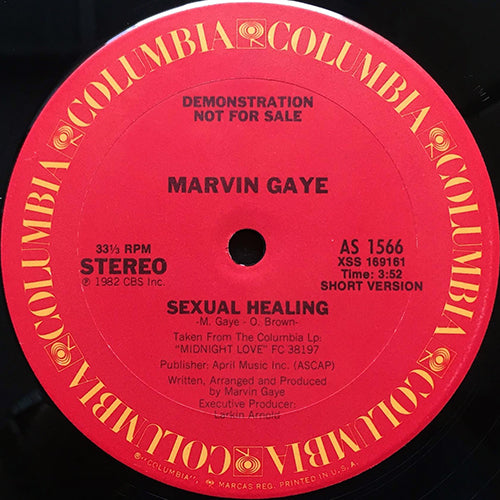 COLUMBIA COLUMBIA COLUMBIA COLUMBIA COLUMBIA COLUMBIA
DEMONSTRATION
NOT FOR SALE
MARVIN GAYE
33⅓ RPM
STEREO
℗ 1982 CBS Inc.
AS 1566
XSS 169161
Time: 3:52
SHORT VERSION
SEXUAL HEALING
-M. Gaye - O. Brown-
Taken From The Columbia Lp:
"MIDNIGHT LOVE" FC 38197
Publisher: April Music Inc. (ASCAP)
Written, Arranged and Produced
by Marvin Gaye
Executive Producer:
Larkin Arnold
®"COLUMBIA", MARCAS REG. PRINTED IN U.S.A.